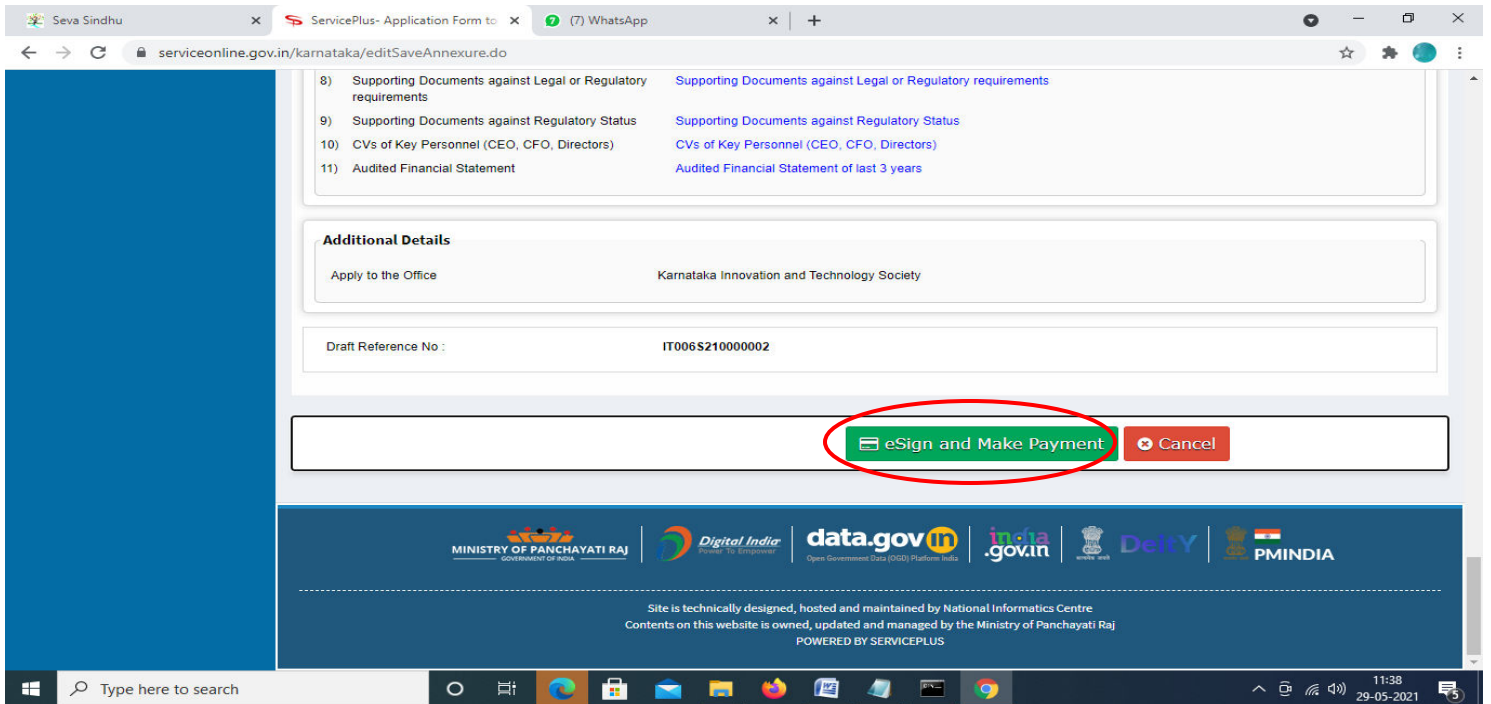 Seva Sindhu
ServicePlus- Application Form to
(7) WhatsApp
serviceonline.gov.in/karnataka/editSaveAnnexure.do
8) Supporting Documents against Legal or Regulatory requirements Supporting Documents against Legal or Regulatory requirements
9) Supporting Documents against Regulatory Status Supporting Documents against Regulatory Status
10) CVs of Key Personnel (CEO, CFO, Directors) CVs of Key Personnel (CEO, CFO, Directors)
11) Audited Financial Statement Audited Financial Statement of last 3 years
Additional Details
Apply to the Office Karnataka Innovation and Technology Society
Draft Reference No : IT006S210000002
eSign and Make Payment Cancel
MINISTRY OF PANCHAYATI RAJ
GOVERNMENT OF INDIA
Digital India
Power To Empower
data.gov in
Open Government Data (OGD) Platform India
india
.gov.in
DeitY
PMINDIA
Site is technically designed, hosted and maintained by National Informatics Centre
Contents on this website is owned, updated and managed by the Ministry of Panchayati Raj
POWERED BY SERVICEPLUS
Type here to search
11:38
29-05-2021
5